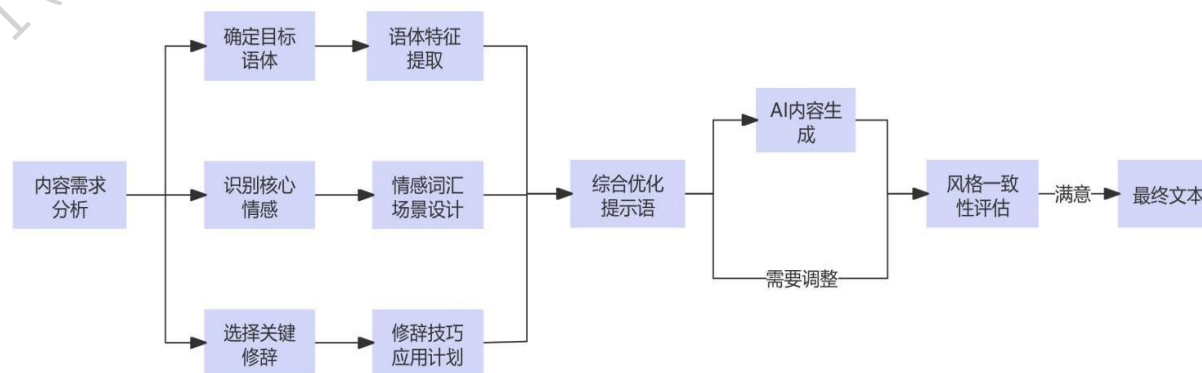 确定目标
语体
语体特征
提取
AI内容生
成
内容需求
分析
识别核心
情感
情感词汇
场景设计
综合优化
提示语
风格一致
性评估
满意
最终文本
需要调整
选择关键
修辞
修辞技巧
应用计划